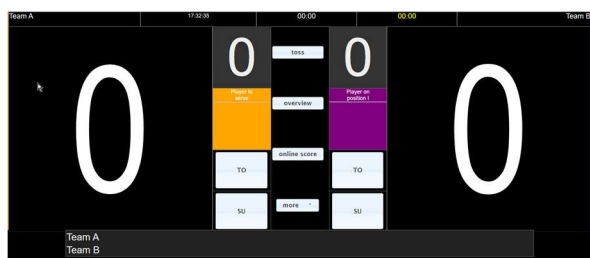 Team A 17:32:35 00:00 00:00 Team B
0 0 0 0
toss
Player to serve
Player on position I
overview
online score
TO TO
more
SU SU
Team A
Team B